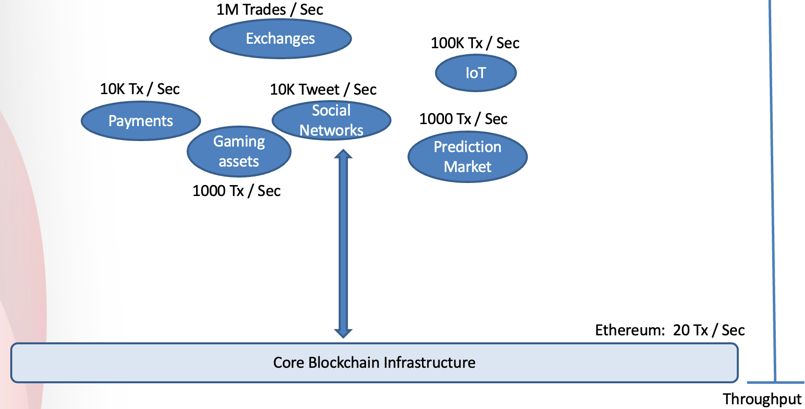 1M Trades / Sec
Exchanges
100K Tx / Sec
IoT
10K Tx / Sec
Payments
10K Tweet / Sec
Social
Networks
1000 Tx / Sec
Prediction
Market
Gaming
assets
1000 Tx / Sec
Ethereum:  20 Tx / Sec
Core Blockchain Infrastructure
Throughput